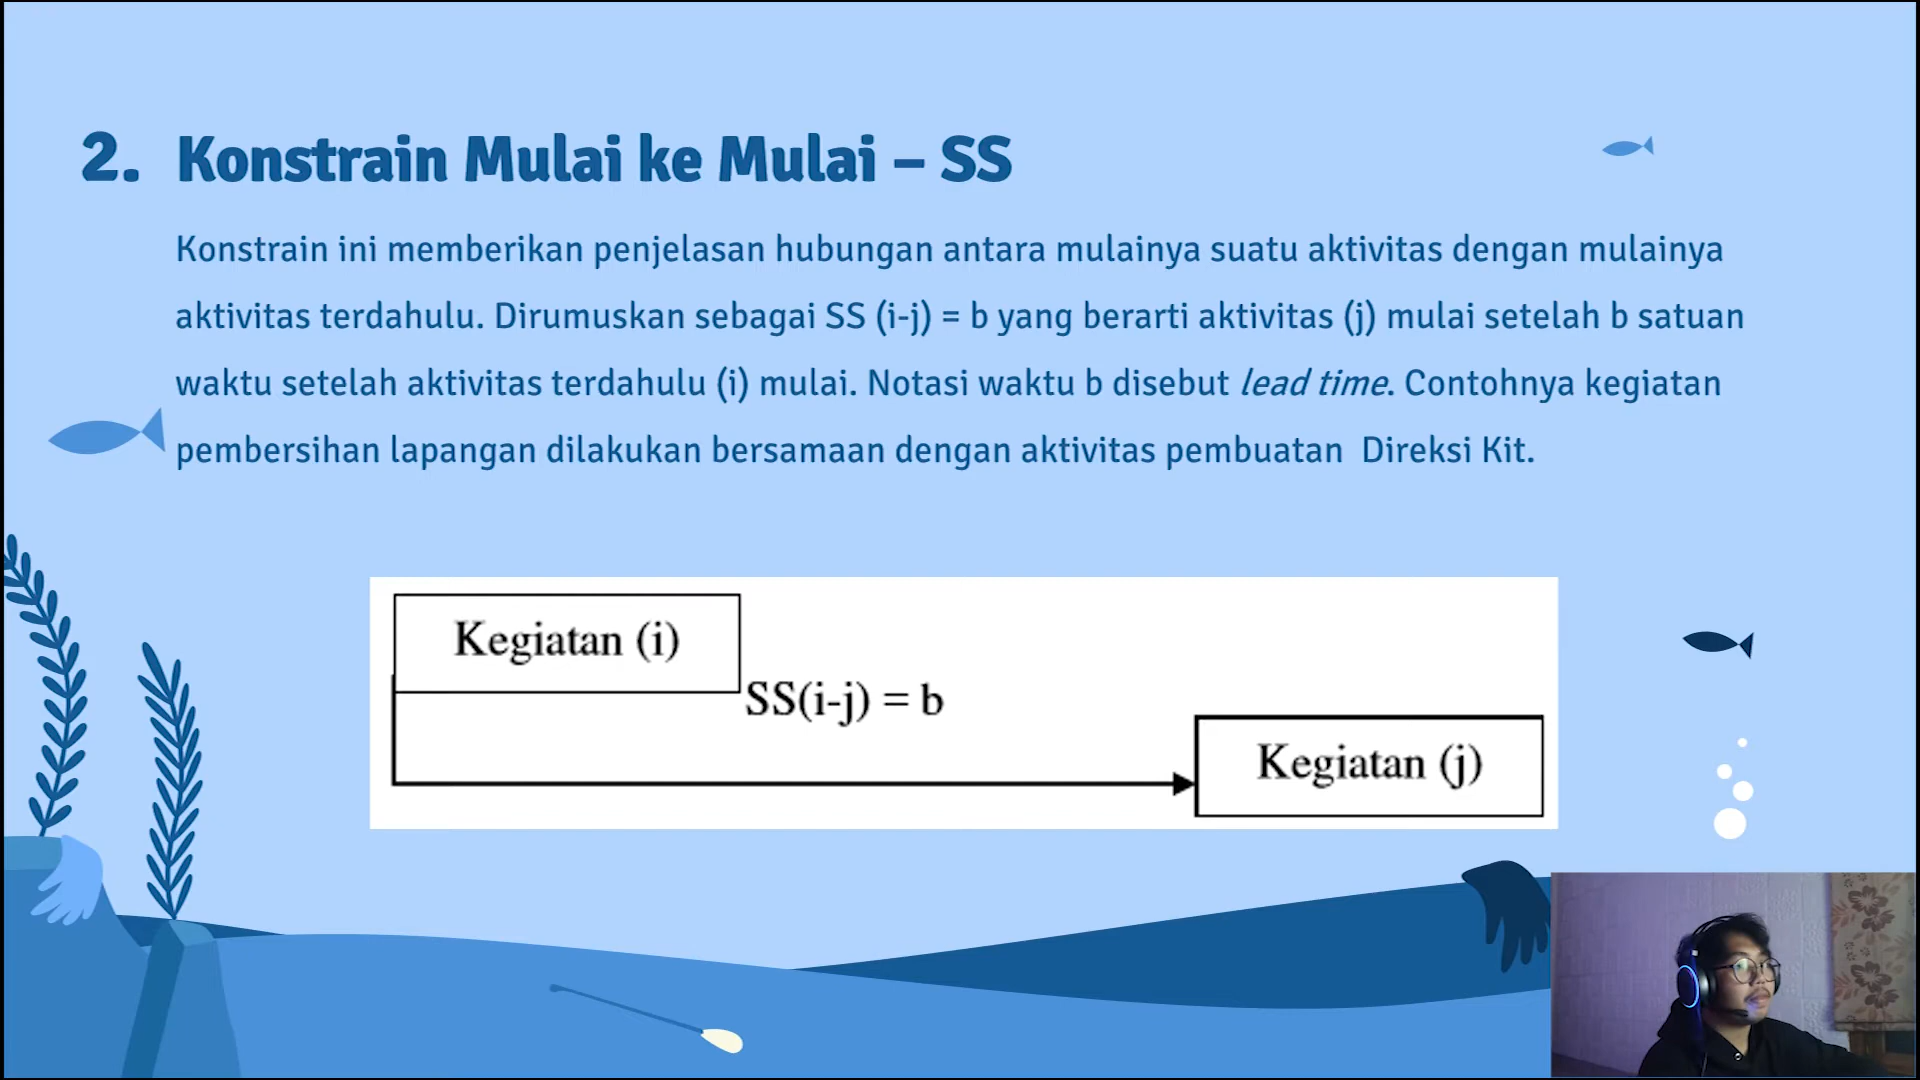 2. Konstrain Mulai ke Mulai – SS
Konstrain ini memberikan penjelasan hubungan antara mulainya suatu aktivitas dengan mulainya
aktivitas terdahulu. Dirumuskan sebagai SS (i-j) = b yang berarti aktivitas (j) mulai setelah b satuan
waktu setelah aktivitas terdahulu (i) mulai. Notasi waktu b disebut lead time. Contohnya kegiatan
pembersihan lapangan dilakukan bersamaan dengan aktivitas pembuatan  Direksi Kit.
Kegiatan (i)
SS(i-j) = b
Kegiatan (j)